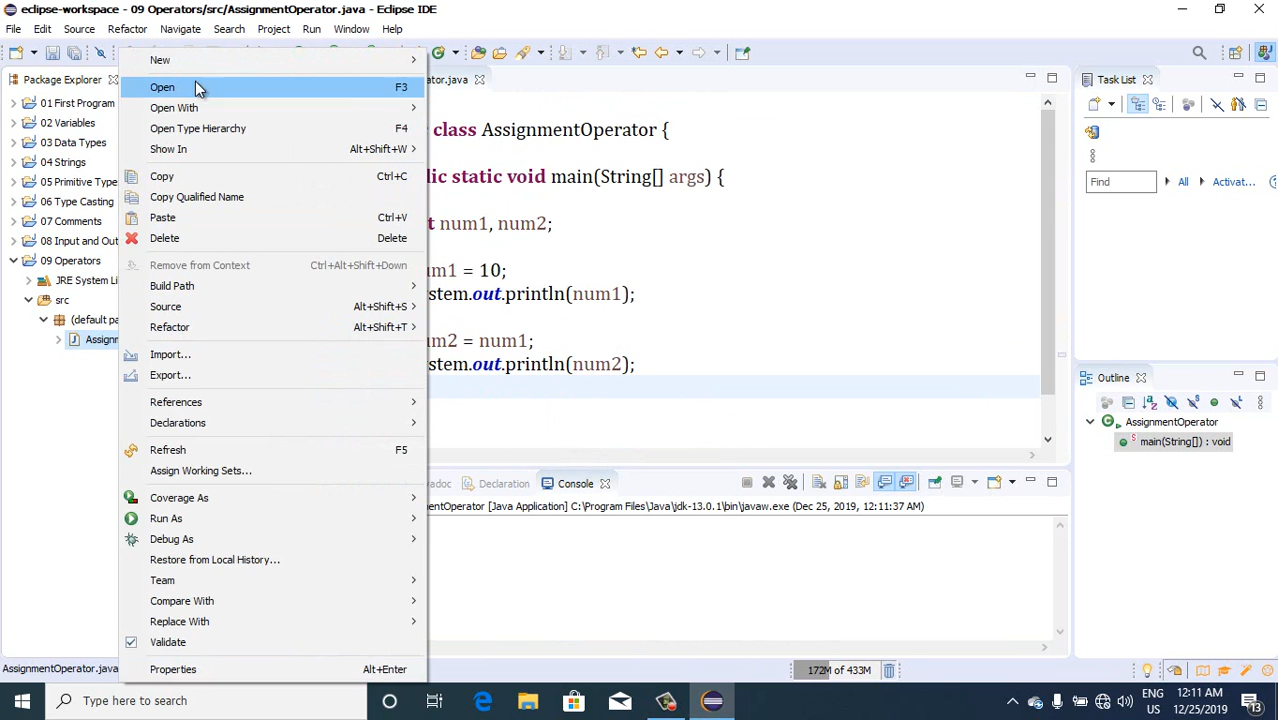 eclipse-workspace - 09 Operators/src/AssignmentOperator.java - Eclipse IDE
File Edit Source Refactor Navigate Search Project Run Window Help
Package Explorer
01 First Program
02 Variables
03 Data Types
04 Strings
05 Primitive Type
06 Type Casting
07 Comments
08 Input and Out
09 Operators
JRE System Li
src
(default pa
Assignn
AssignmentOperator.java
New
Open F3
Open With
Open Type Hierarchy F4
Show In Alt+Shift+W
Copy Ctrl+C
Copy Qualified Name
Paste Ctrl+V
Delete Delete
Remove from Context Ctrl+Alt+Shift+Down
Build Path
Source Alt+Shift+S
Refactor Alt+Shift+T
Import...
Export...
References
Declarations
Refresh F5
Assign Working Sets...
Coverage As
Run As
Debug As
Restore from Local History...
Team
Compare With
Replace With
Validate
Properties Alt+Enter
tor.java
class AssignmentOperator {
lic static void main(String[] args) {
t num1, num2;
um1 = 10;
stem.out.println(num1);
um2 = num1;
stem.out.println(num2);
Task List
Find All Activat...
Outline
AssignmentOperator
main(String[]) : void
adoc Declaration Console
mentOperator [Java Application] C:\Program Files\Java\jdk-13.0.1\bin\javaw.exe (Dec 25, 2019, 12:11:37 AM)
172M of 433M
Type here to search
ENG
US
12:11 AM
12/25/2019
13